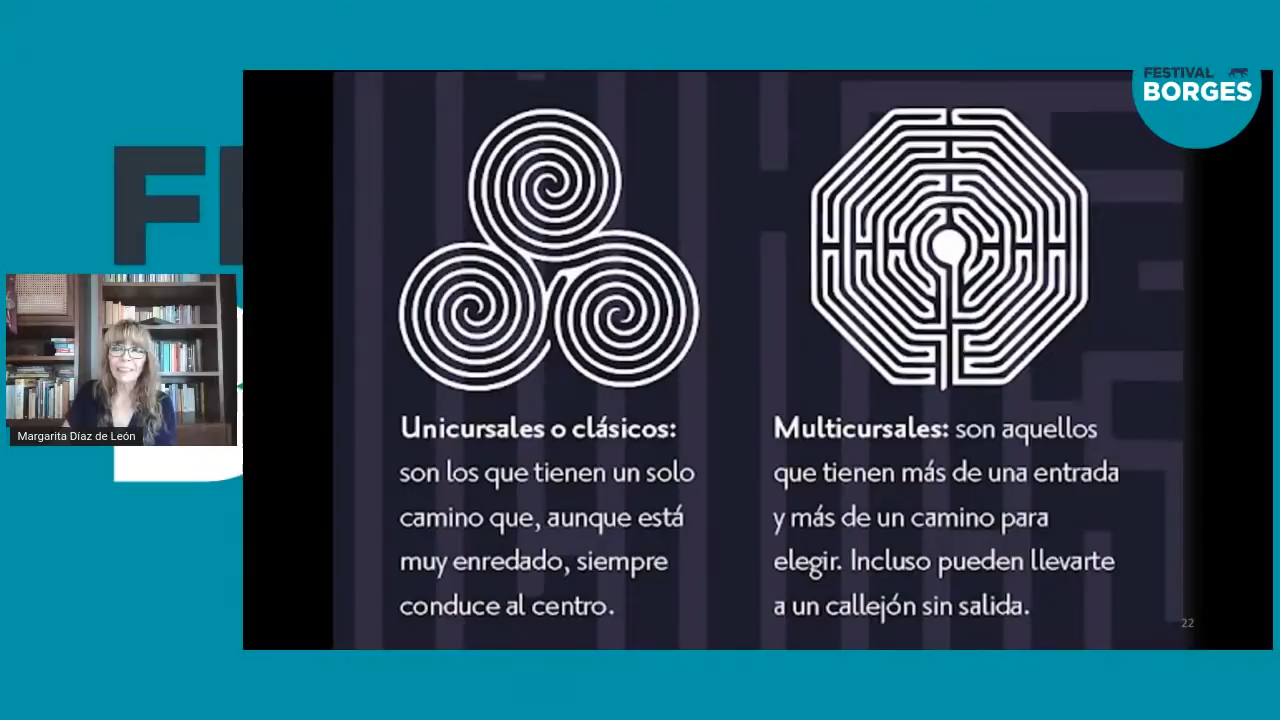 FESTIVAL
BORGES
Unicursales o clásicos:
son los que tienen un solo
camino que, aunque está
muy enredado, siempre
conduce al centro.
Multicursales: son aquellos
que tienen más de una entrada
y más de un camino para
elegir. Incluso pueden llevarte
a un callejón sin salida.
22
Margarita Díaz de León